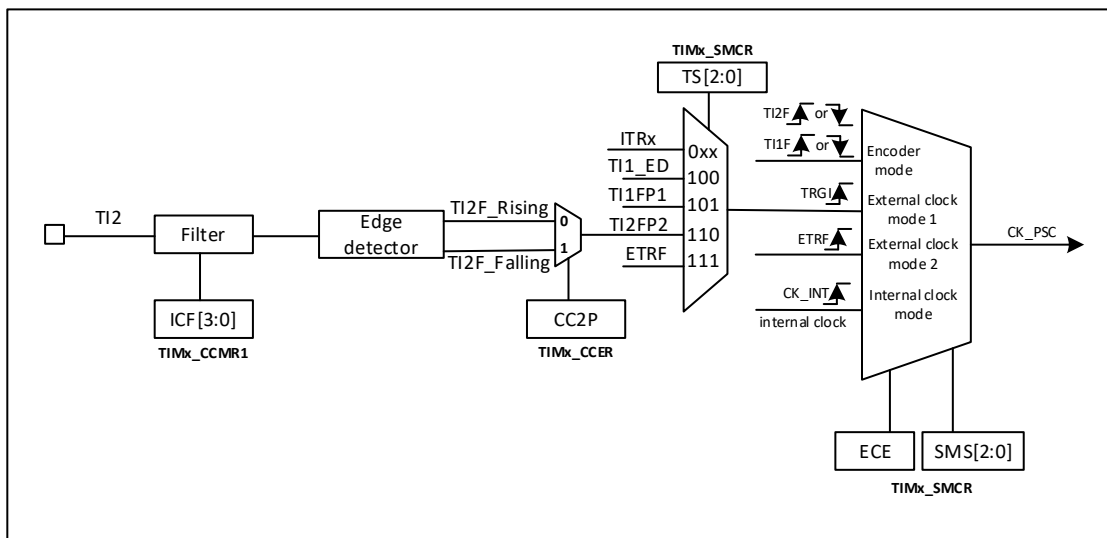 TIMx_SMCR
TS[2:0]
TI2F or
TI1F or
ITRx
0xx
Encoder
mode
TI1_ED
100
TRGI
TI2F_Rising
TI1FP1
101
External clock
mode 1
TI2
Filter
Edge
detector
0
1
TI2FP2
110
ETRF
External clock
mode 2
CK_PSC
TI2F_Falling
ETRF
111
CK_INT
Internal clock
mode
internal clock
ICF[3:0]
CC2P
TIMx_CCMR1
TIMx_CCER
ECE
SMS[2:0]
TIMx_SMCR